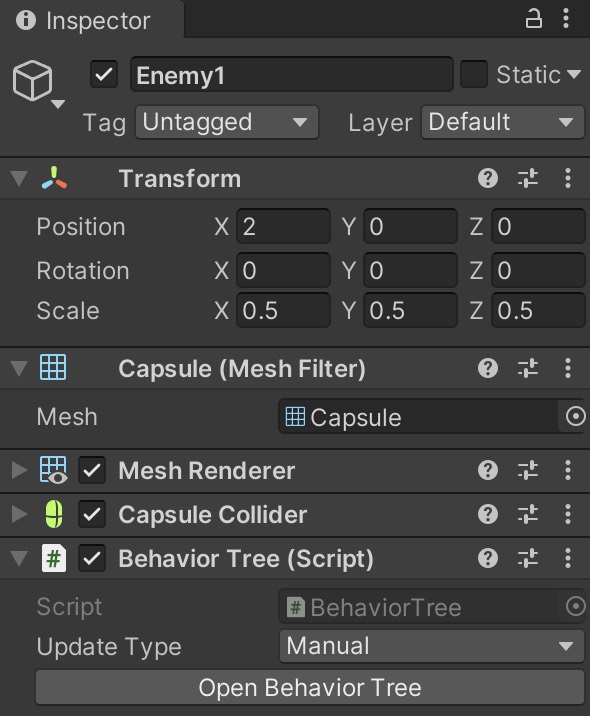 Inspector
Enemy1 Static
Tag Untagged Layer Default
Transform
Position X 2 Y 0 Z 0
Rotation X 0 Y 0 Z 0
Scale X 0.5 Y 0.5 Z 0.5
Capsule (Mesh Filter)
Mesh Capsule
Mesh Renderer
Capsule Collider
# Behavior Tree (Script)
Script # BehaviorTree
Update Type Manual
Open Behavior Tree